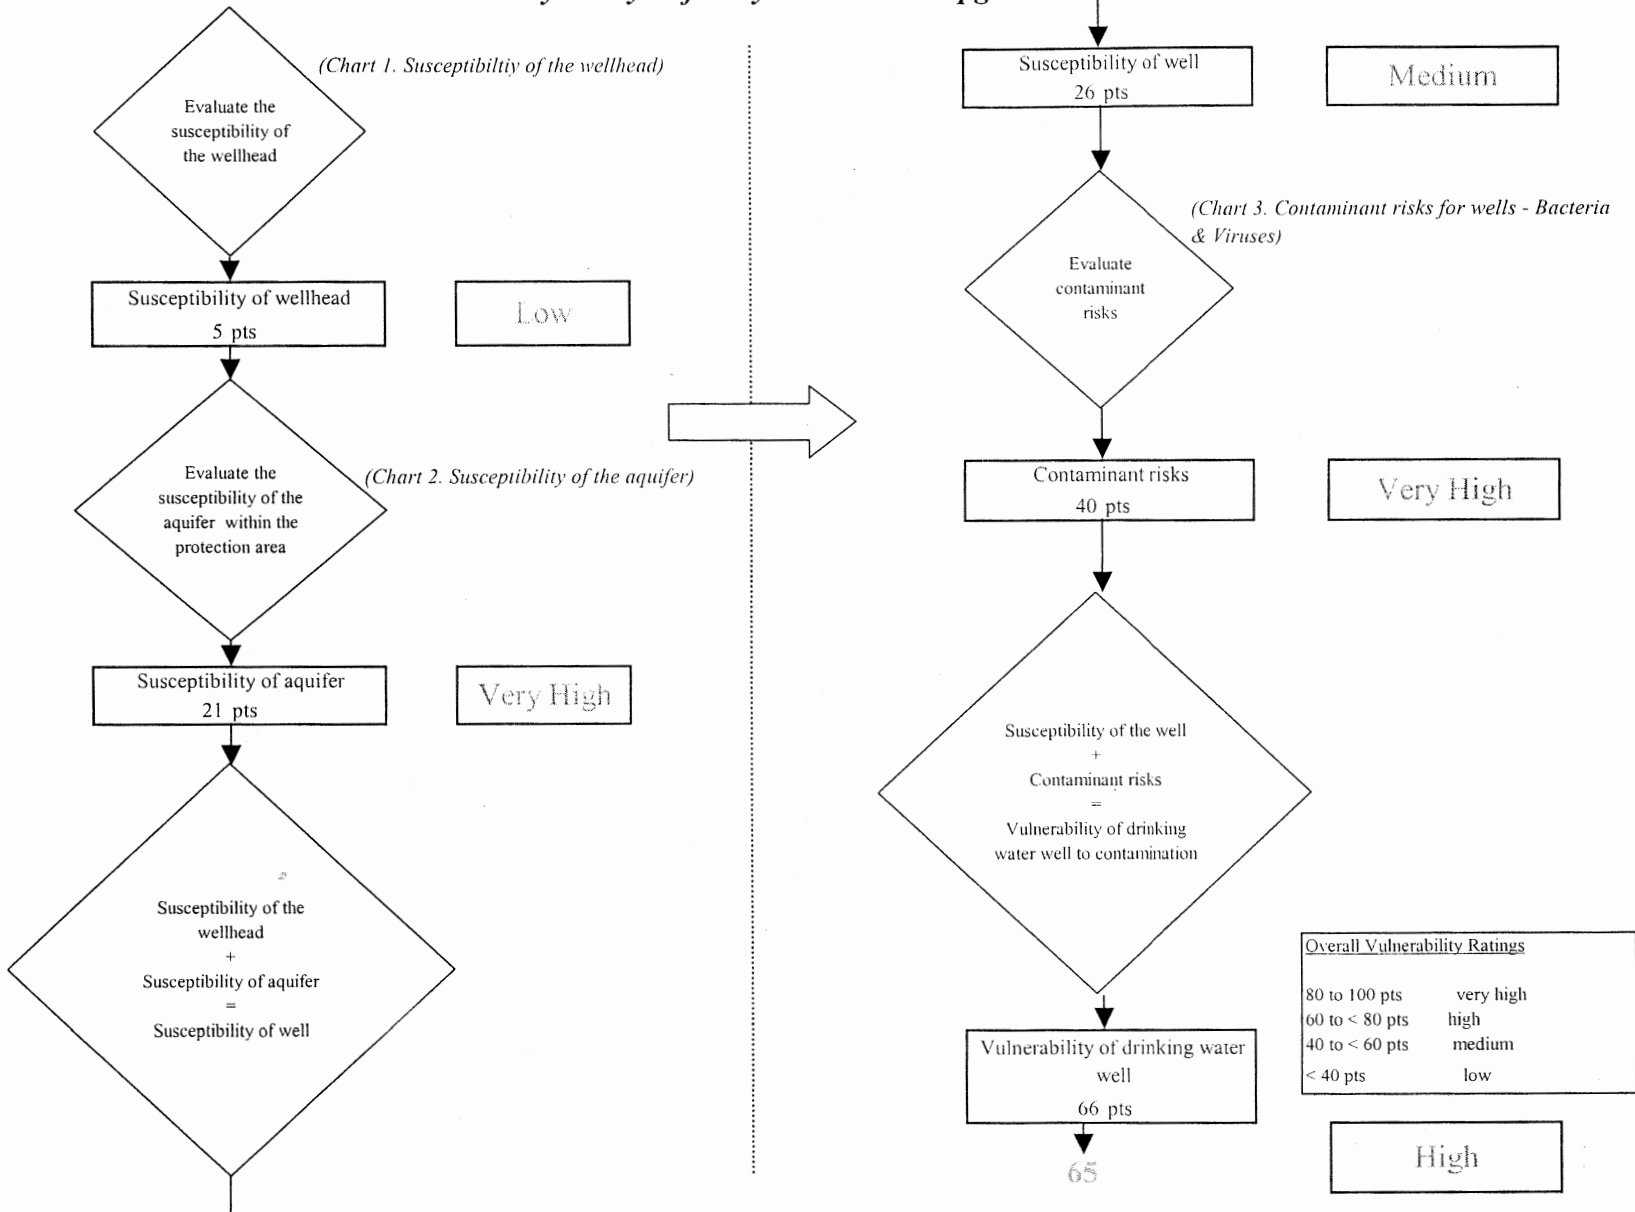 (Chart 1. Susceptibiltiy of the wellhead)
Evaluate the
susceptibility of
the wellhead
Susceptibility of wellhead
5 pts
Low
Evaluate the
susceptibility of the
aquifer within the
protection area
(Chart 2. Susceptibility of the aquifer)
Susceptibility of aquifer
21 pts
Very High
Susceptibility of the
wellhead
+
Susceptibility of aquifer
=
Susceptibility of well
Susceptibility of well
26 pts
Medium
(Chart 3. Contaminant risks for wells - Bacteria
& Viruses)
Evaluate
contaminant
risks
Contaminant risks
40 pts
Very High
Susceptibility of the well
+
Contaminant risks
=
Vulnerability of drinking
water well to contamination
Overall Vulnerability Ratings
80 to 100 pts very high
60 to < 80 pts high
40 to < 60 pts medium
< 40 pts low
Vulnerability of drinking water
well
66 pts
65
High